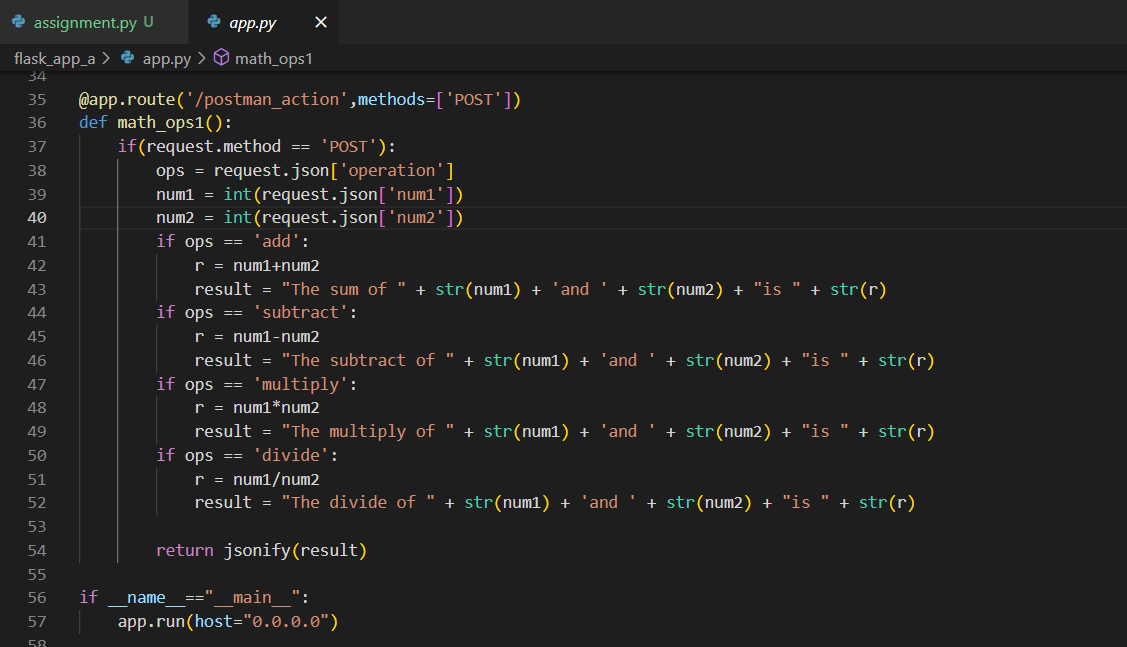 assignment.py U app.py
flask_app_a > app.py > math_ops1
34
35 @app.route('/postman_action',methods=['POST'])
36 def math_ops1():
37     if(request.method == 'POST'):
38         ops = request.json['operation']
39         num1 = int(request.json['num1'])
40         num2 = int(request.json['num2'])
41         if ops == 'add':
42             r = num1+num2
43             result = "The sum of " + str(num1) + 'and ' + str(num2) + "is " + str(r)
44         if ops == 'subtract':
45             r = num1-num2
46             result = "The subtract of " + str(num1) + 'and ' + str(num2) + "is " + str(r)
47         if ops == 'multiply':
48             r = num1*num2
49             result = "The multiply of " + str(num1) + 'and ' + str(num2) + "is " + str(r)
50         if ops == 'divide':
51             r = num1/num2
52             result = "The divide of " + str(num1) + 'and ' + str(num2) + "is " + str(r)
53
54         return jsonify(result)
55
56 if __name__=="__main__":
57     app.run(host="0.0.0.0")
58